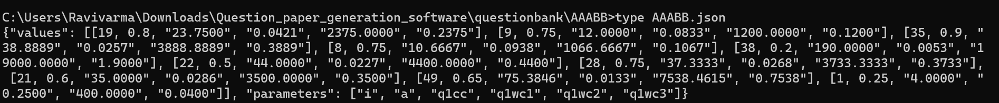 C:\Users\Ravivarma\Downloads\Question_paper_generation_software\questionbank\AAABB>type AAABB.json
{"values": [[19, 0.8, "23.7500", "0.0421", "2375.0000", "0.2375"], [9, 0.75, "12.0000", "0.0833", "1200.0000", "0.1200"], [35, 0.9, "
38.8889", "0.0257", "3888.8889", "0.3889"], [8, 0.75, "10.6667", "0.0938", "1066.6667", "0.1067"], [38, 0.2, "190.0000", "0.0053", "1
9000.0000", "1.9000"], [22, 0.5, "44.0000", "0.0227", "4400.0000", "0.4400"], [28, 0.75, "37.3333", "0.0268", "3733.3333", "0.3733"],
 [21, 0.6, "35.0000", "0.0286", "3500.0000", "0.3500"], [49, 0.65, "75.3846", "0.0133", "7538.4615", "0.7538"], [1, 0.25, "4.0000", "
0.2500", "400.0000", "0.0400"]], "parameters": ["i", "a", "q1cc", "q1wc1", "q1wc2", "q1wc3"]}